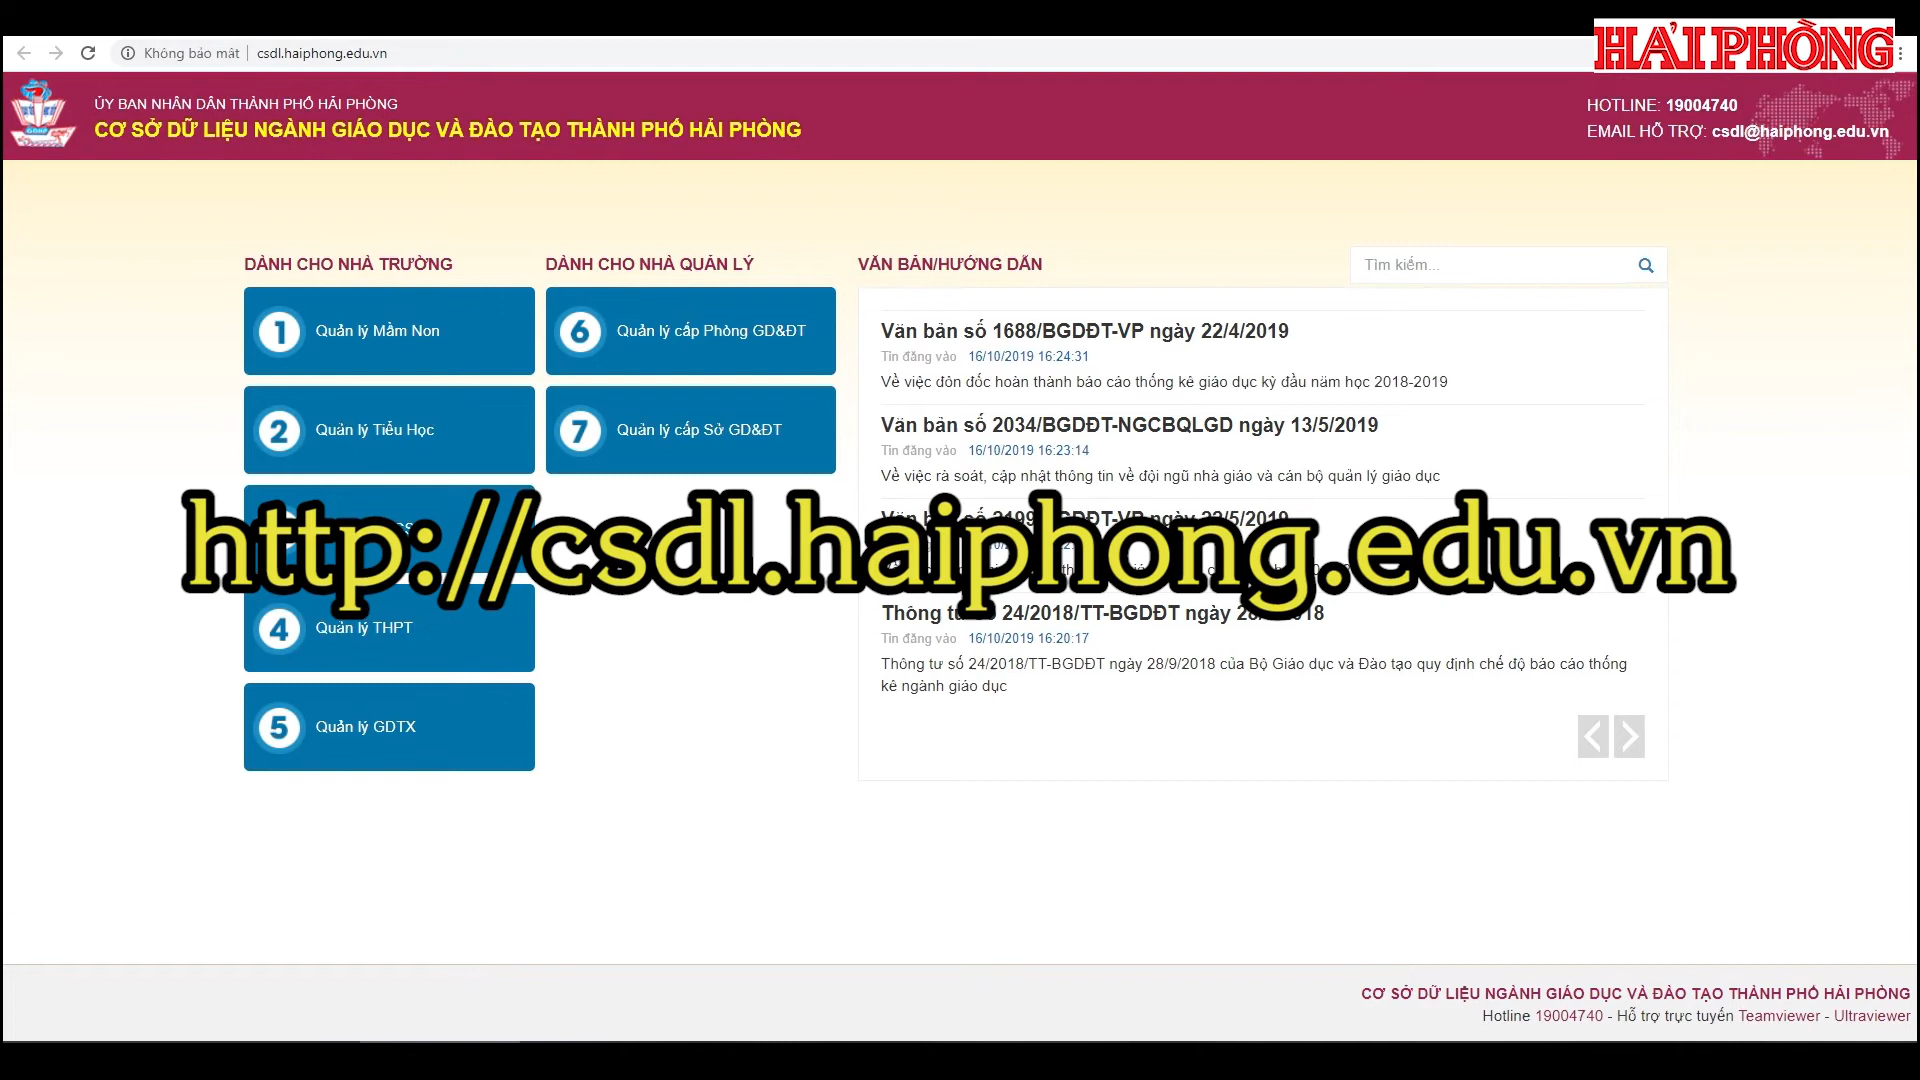 HẢI PHÒNG
Không bảo mật | csdl.haiphong.edu.vn
ỦY BAN NHÂN DÂN THÀNH PHỐ HẢI PHÒNG
CƠ SỞ DỮ LIỆU NGÀNH GIÁO DỤC VÀ ĐÀO TẠO THÀNH PHỐ HẢI PHÒNG
HOTLINE: 19004740
EMAIL HỖ TRỢ: csdl@haiphong.edu.vn
DÀNH CHO NHÀ TRƯỜNG
1 Quản lý Mầm Non
2 Quản lý Tiểu Học
4 Quản lý THPT
5 Quản lý GDTX
DÀNH CHO NHÀ QUẢN LÝ
6 Quản lý cấp Phòng GD&ĐT
7 Quản lý cấp Sở GD&ĐT
VĂN BẢN/HƯỚNG DẪN
Tìm kiếm...
Văn bản số 1688/BGDĐT-VP ngày 22/4/2019
Tin đăng vào 16/10/2019 16:24:31
Về việc đôn đốc hoàn thành báo cáo thống kê giáo dục kỳ đầu năm học 2018-2019
Văn bản số 2034/BGDĐT-NGCBQLGD ngày 13/5/2019
Tin đăng vào 16/10/2019 16:23:14
Về việc rà soát, cập nhật thông tin về đội ngũ nhà giáo và cán bộ quản lý giáo dục
http://csdl.haiphong.edu.vn
Thông tư số 24/2018/TT-BGDĐT ngày 28/9/2018
Tin đăng vào 16/10/2019 16:20:17
Thông tư số 24/2018/TT-BGDĐT ngày 28/9/2018 của Bộ Giáo dục và Đào tạo quy định chế độ báo cáo thống
kê ngành giáo dục
CƠ SỞ DỮ LIỆU NGÀNH GIÁO DỤC VÀ ĐÀO TẠO THÀNH PHỐ HẢI PHÒNG
Hotline 19004740 - Hỗ trợ trực tuyến Teamviewer - Ultraviewer